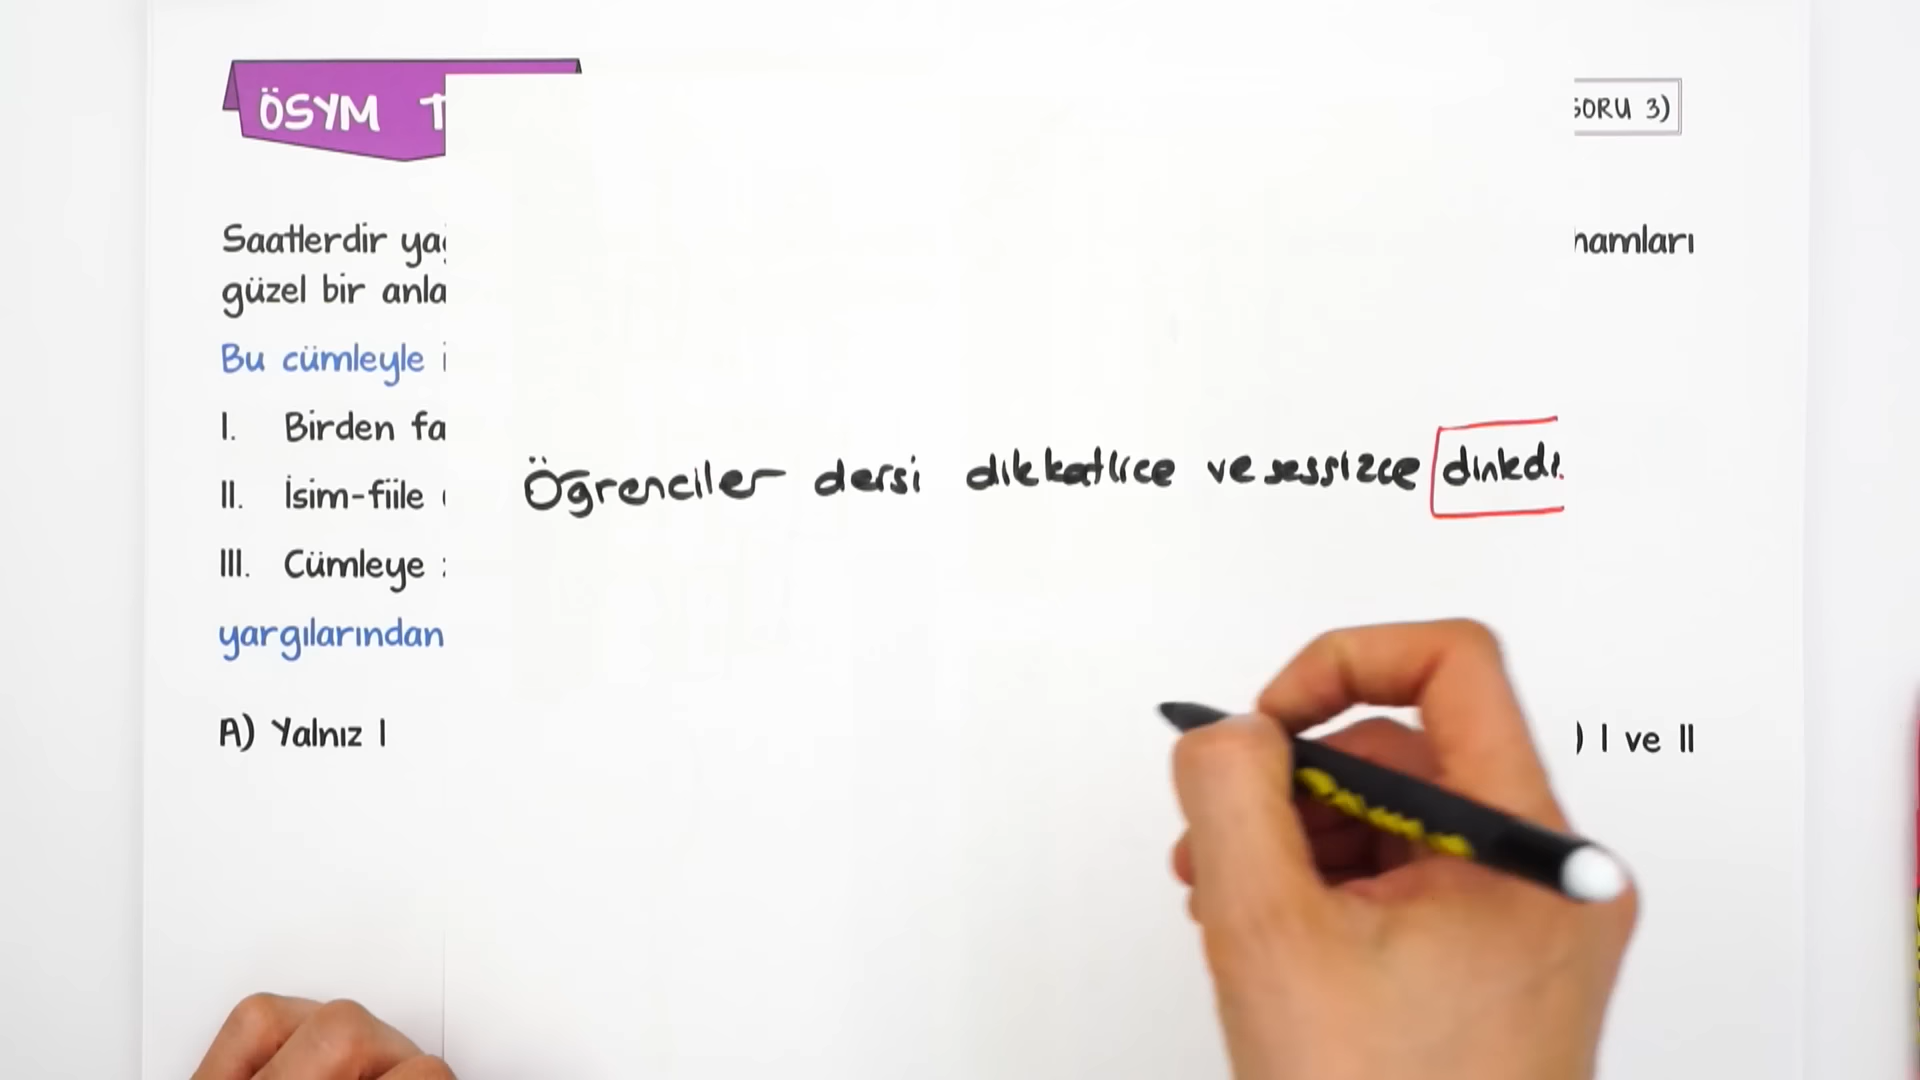 ÖSYM T
SORU 3)
Saatlerdir ya
hamları
güzel bir anla
Bu cümleyle i
I. Birden fa
Öğrenciler dersi dikkatlice ve sessizce dinledi.
II. İsim-fiile
III. Cümleye
yargılarından
A) Yalnız I
) I ve II